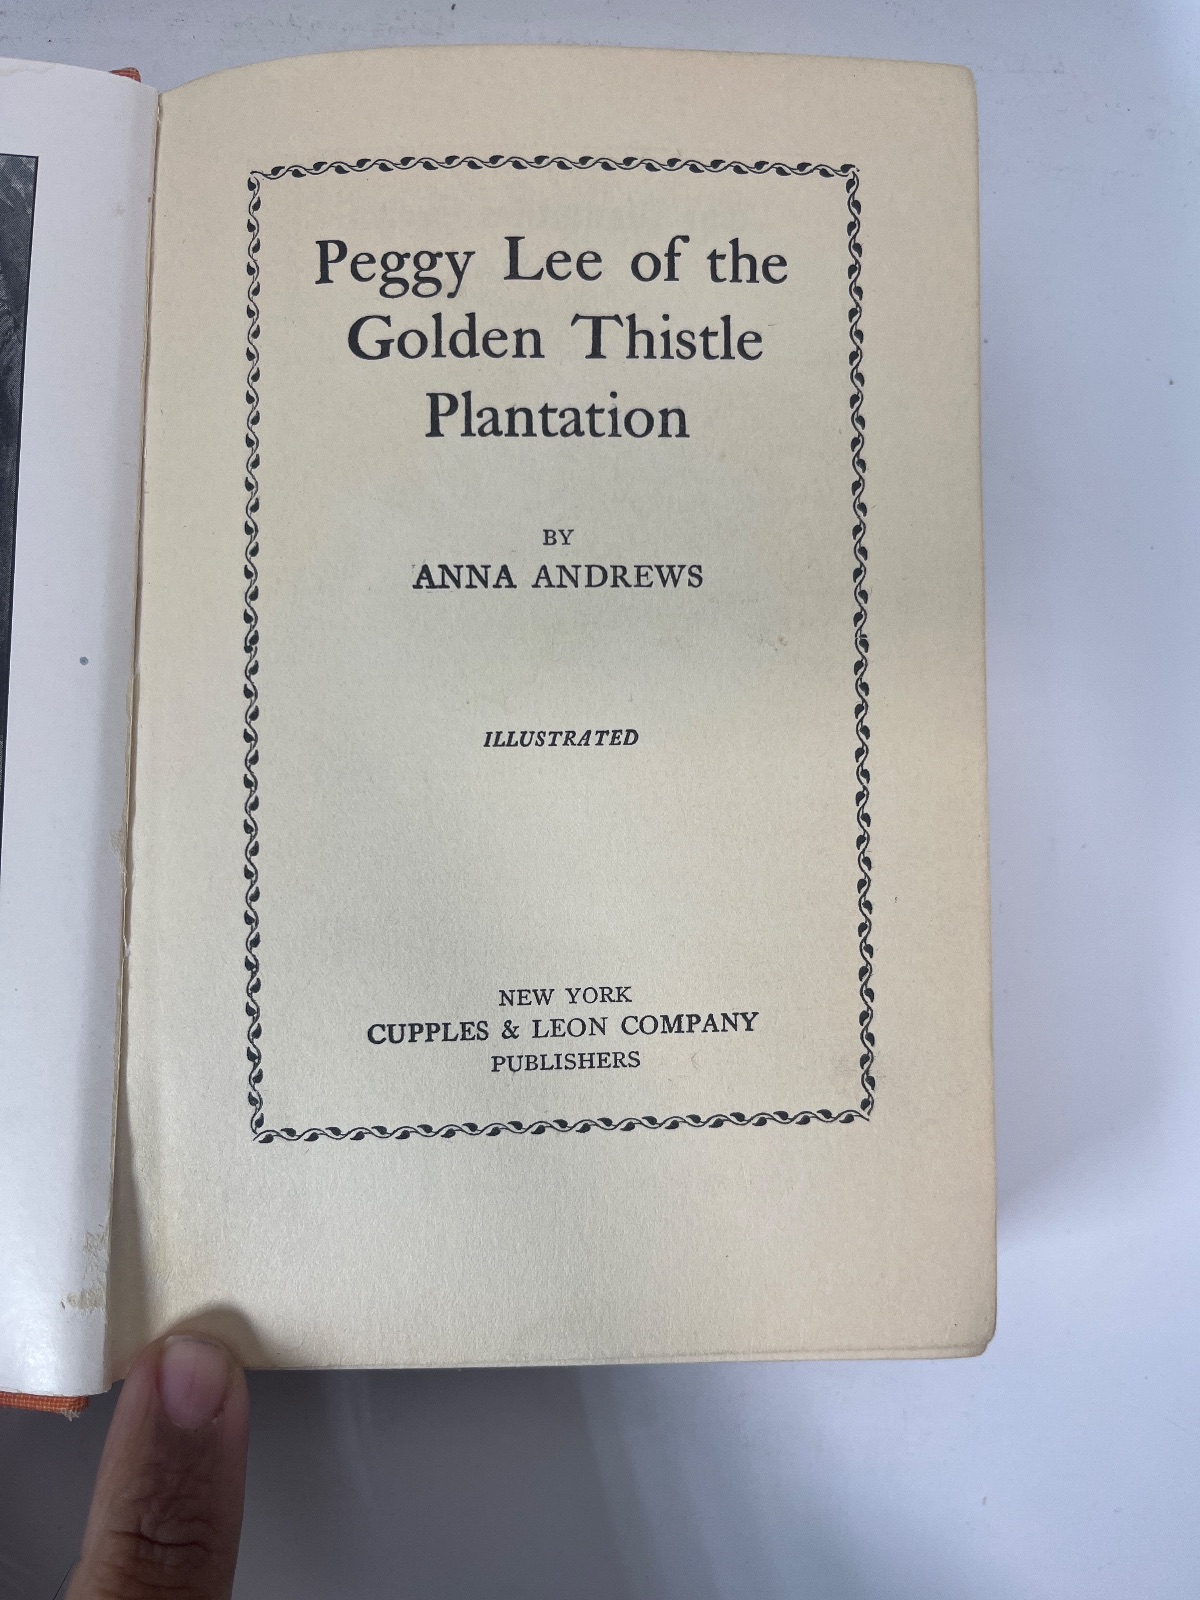 Peggy Lee of the
Golden Thistle
Plantation
BY
ANNA ANDREWS
ILLUSTRATED
NEW YORK
CUPPLES & LEON COMPANY
PUBLISHERS